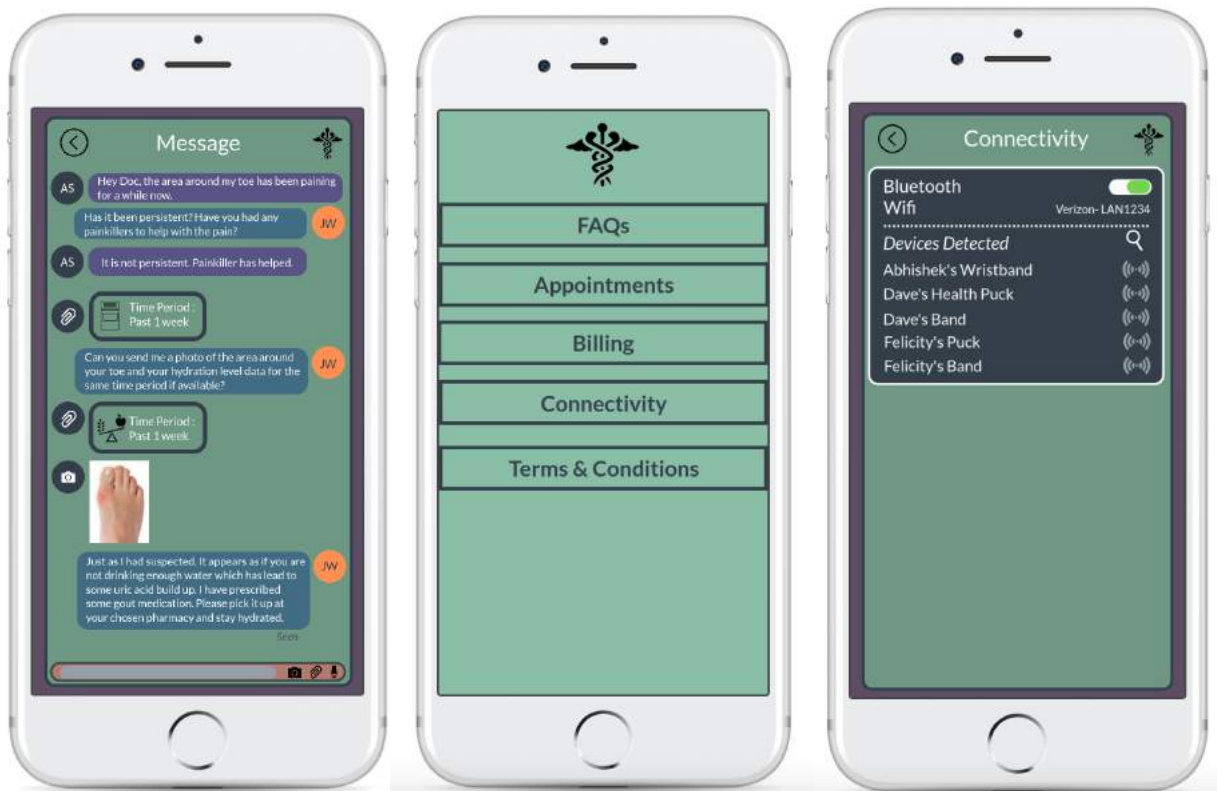 Message
AS
Hey Doc, the area around my toe has been paining
for a while now.
Has it been persistent? Have you had any
painkillers to help with the pain?
JW
AS
It is not persistent. Painkiller has helped.
Time Period :
Past 1 week
Can you send me a photo of the area around
your toe and your hydration level data for the
same time period if available?
JW
Time Period :
Past 1 week
Just as I had suspected. It appears as if you are
not drinking enough water which has lead to
some uric acid build up. I have prescribed
some gout medication. Please pick it up at
your chosen pharmacy and stay hydrated.
JW
Seen
FAQs
Appointments
Billing
Connectivity
Terms & Conditions
Connectivity
Bluetooth
Wifi Verizon- LAN1234
Devices Detected
Abhishek's Wristband
Dave's Health Puck
Dave's Band
Felicity's Puck
Felicity's Band